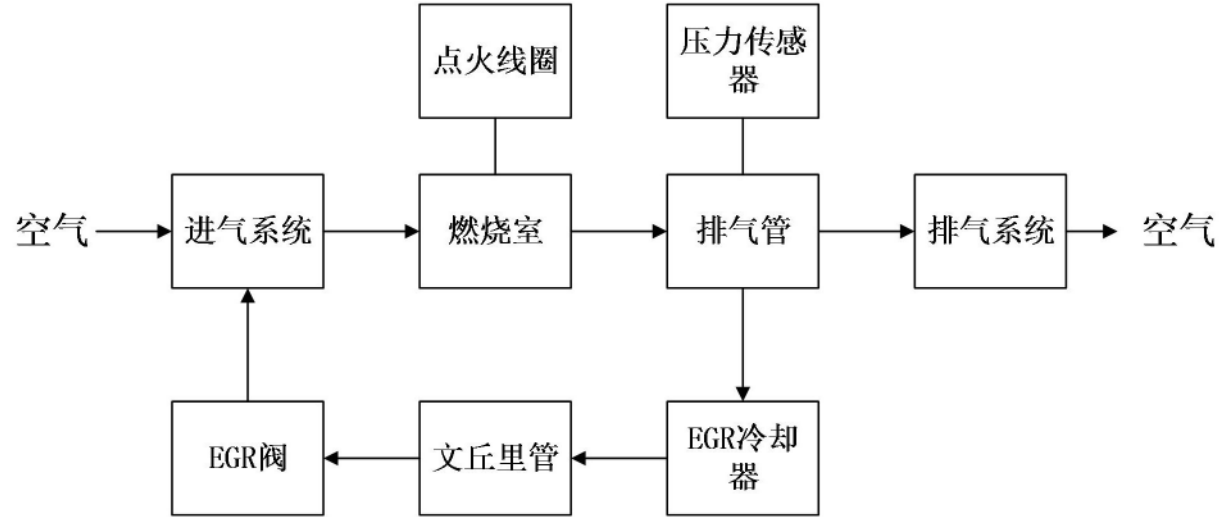 点火线圈
压力传感
器
空气
进气系统
燃烧室
排气管
排气系统
空气
EGR阀
文丘里管
EGR冷却
器